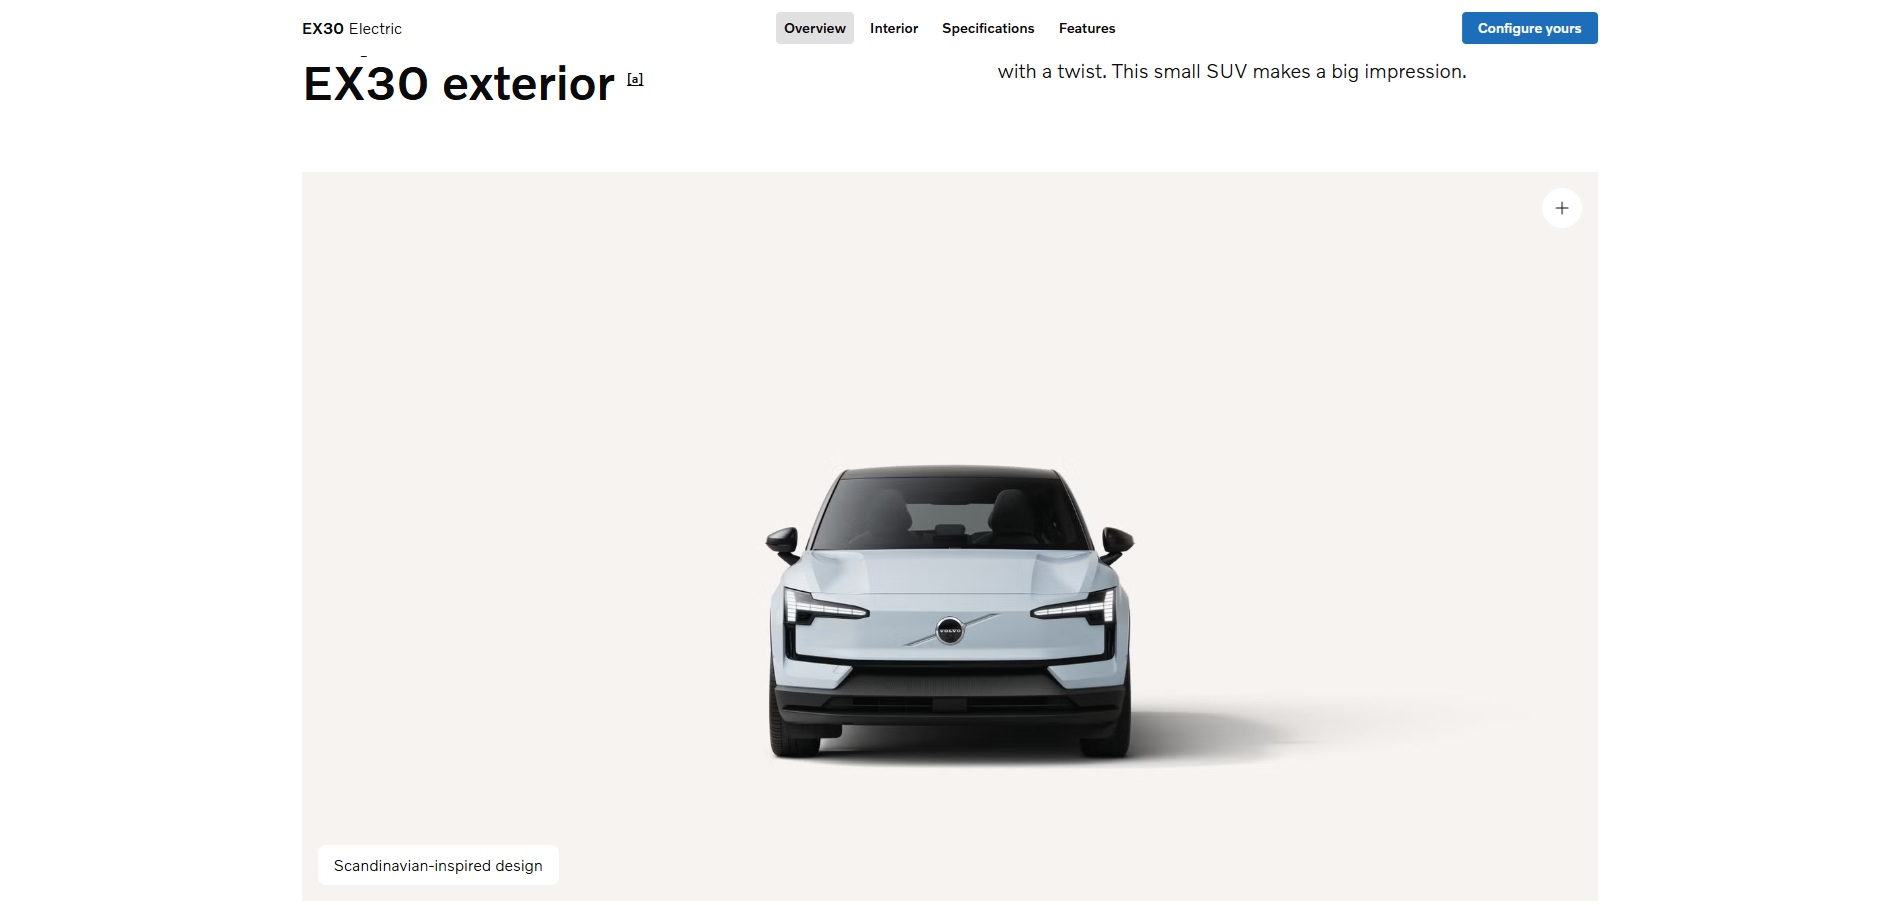 EX30 Electric
Overview
Interior
Specifications
Features
Configure yours
EX30 exterior [a]
with a twist. This small SUV makes a big impression.
VOLVO
Scandinavian-inspired design